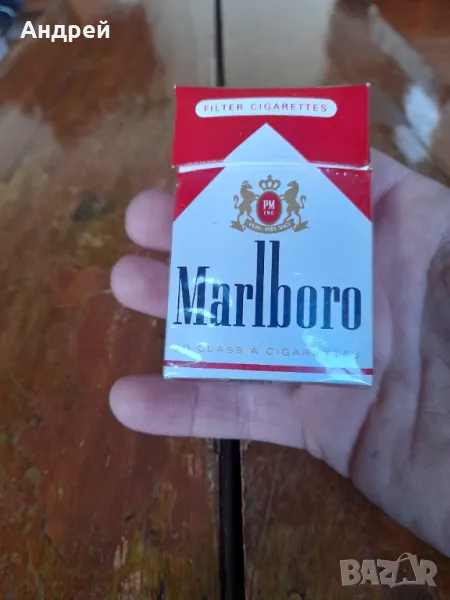 Андрей
FILTER CIGARETTES
PM
INC.
VENI·VIDI·VICI
Marlboro
CLASS A CIGARETTES
BAZAR